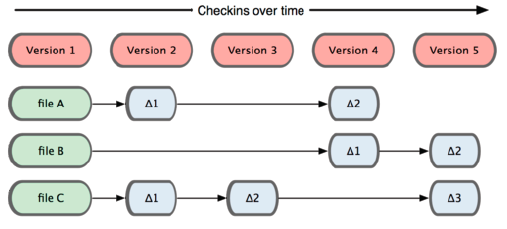 Checkins over time
Version 1 Version 2 Version 3 Version 4 Version 5
file A Δ1 Δ2
file B Δ1 Δ2
file C Δ1 Δ2 Δ3